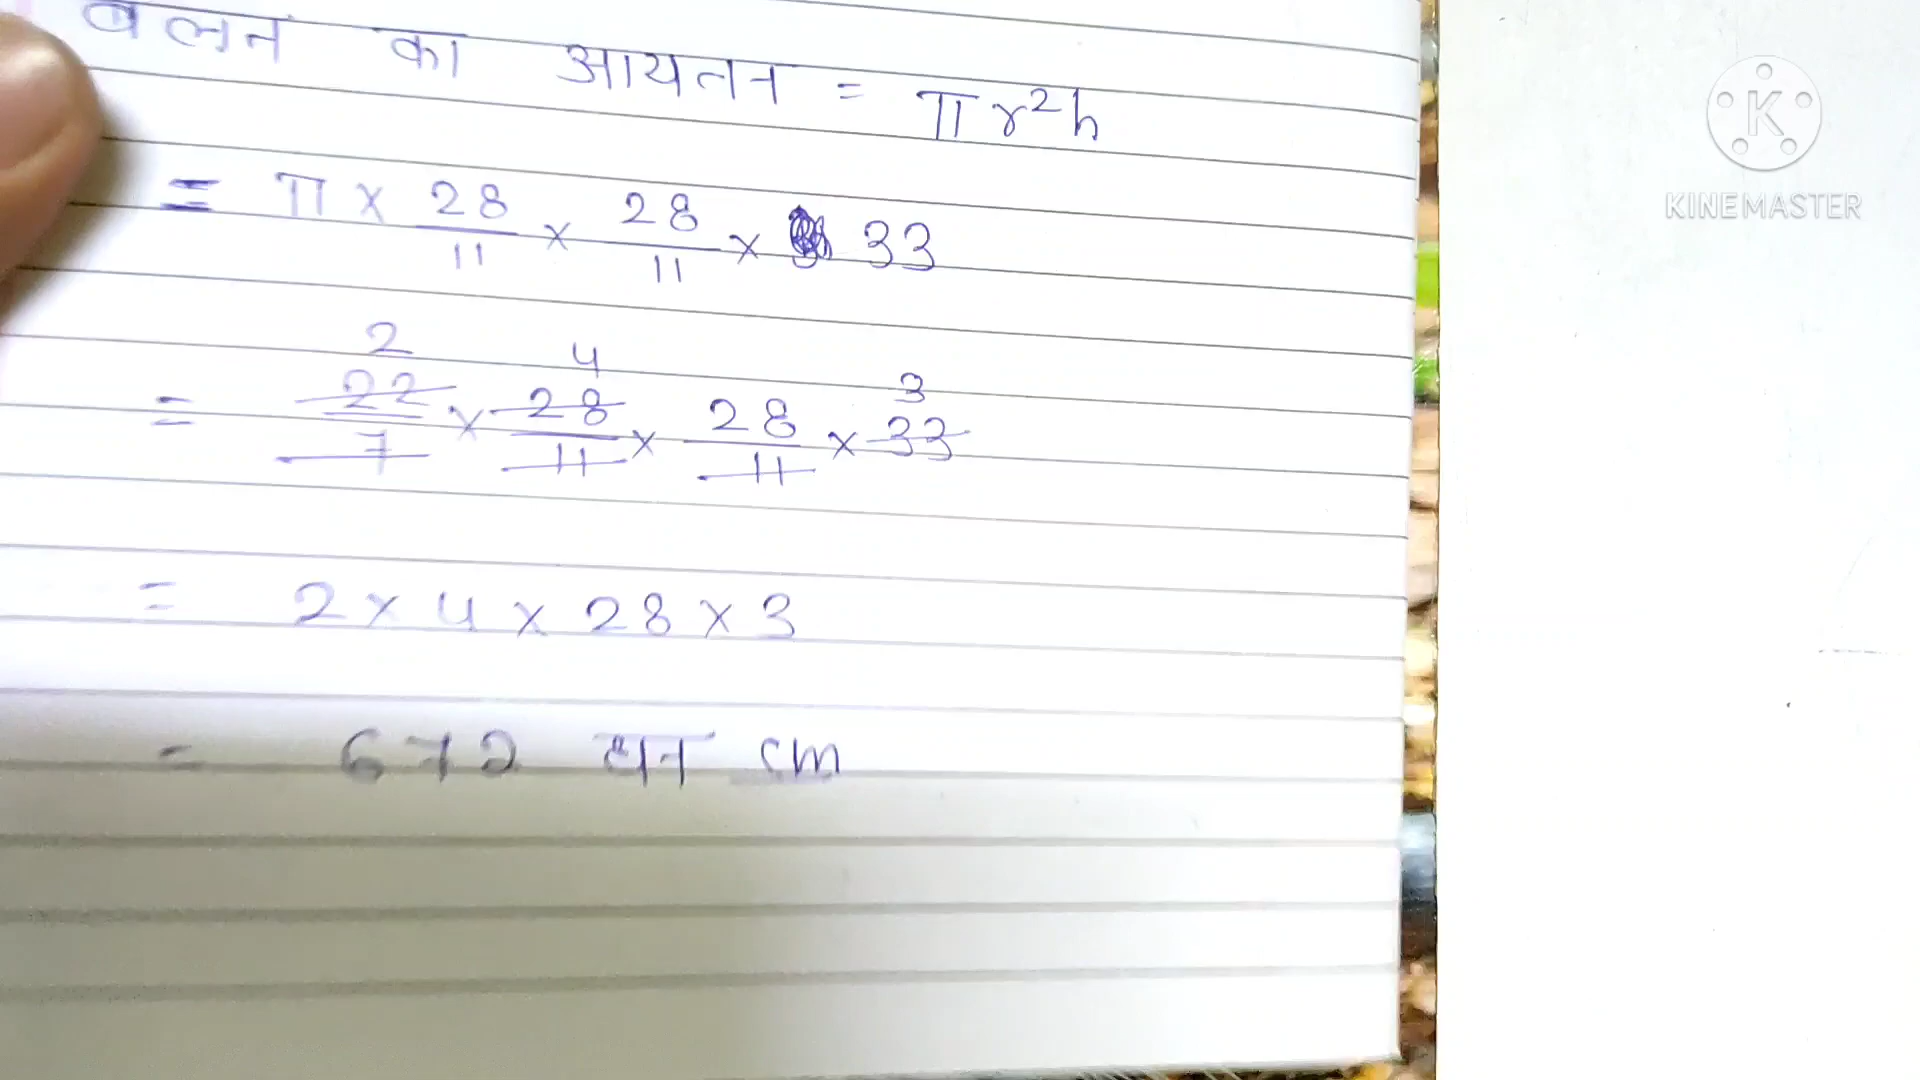 बेलन का आयतन = πr²h
= π × 28/11 × 28/11 × 33
= 2 22/7 × 4 28/11 × 28/11 × 3 33
= 2 × 4 × 28 × 3
= 672 घन cm
K
KINEMASTER